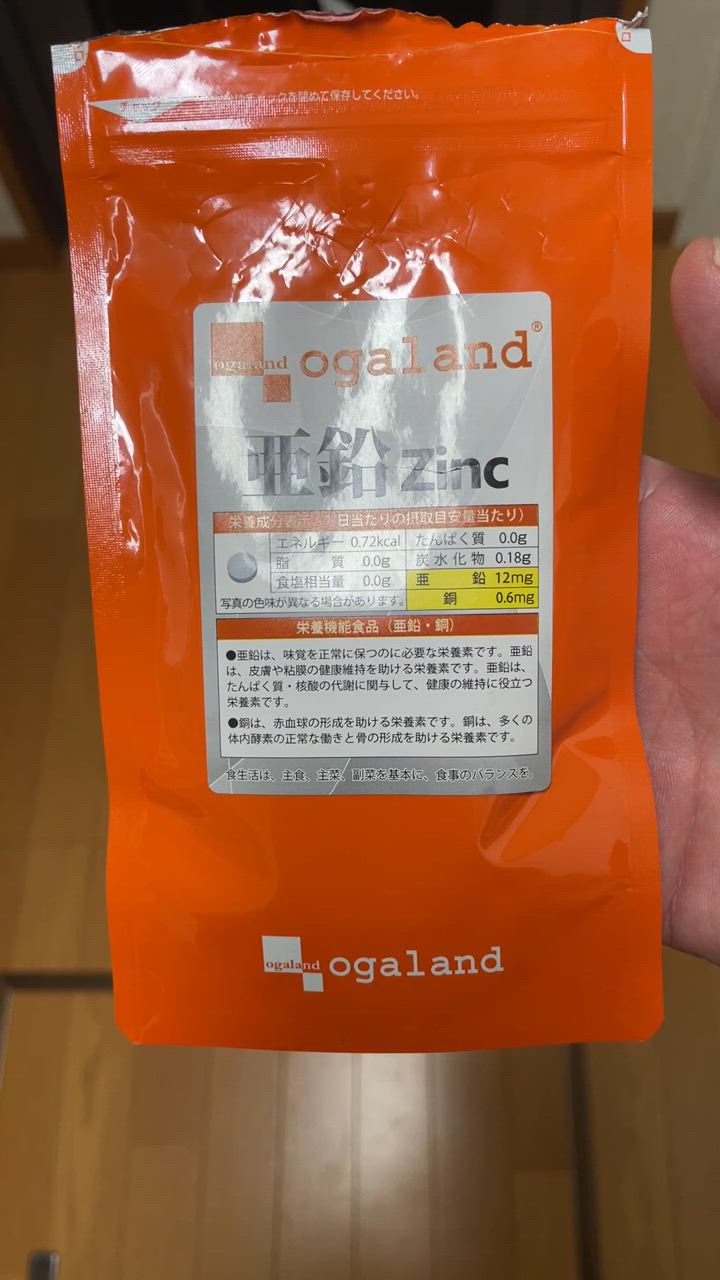 チャックを閉めて保存してください。
ogaland
ogaland®
亜鉛 Zinc
栄養成分表示（1日当たりの摂取目安量当たり）
エネルギー 0.72kcal たんぱく質 0.0g
脂質 0.0g 炭水化物 0.18g
食塩相当量 0.0g 亜鉛 12mg
写真の色味が異なる場合があります。 銅 0.6mg
栄養機能食品（亜鉛・銅）
●亜鉛は、味覚を正常に保つのに必要な栄養素です。亜鉛
は、皮膚や粘膜の健康維持を助ける栄養素です。亜鉛は、
たんぱく質・核酸の代謝に関与して、健康の維持に役立つ
栄養素です。
●銅は、赤血球の形成を助ける栄養素です。銅は、多くの
体内酵素の正常な働きと骨の形成を助ける栄養素です。
食生活は、主食、主菜、副菜を基本に、食事のバランスを。
ogaland
ogaland